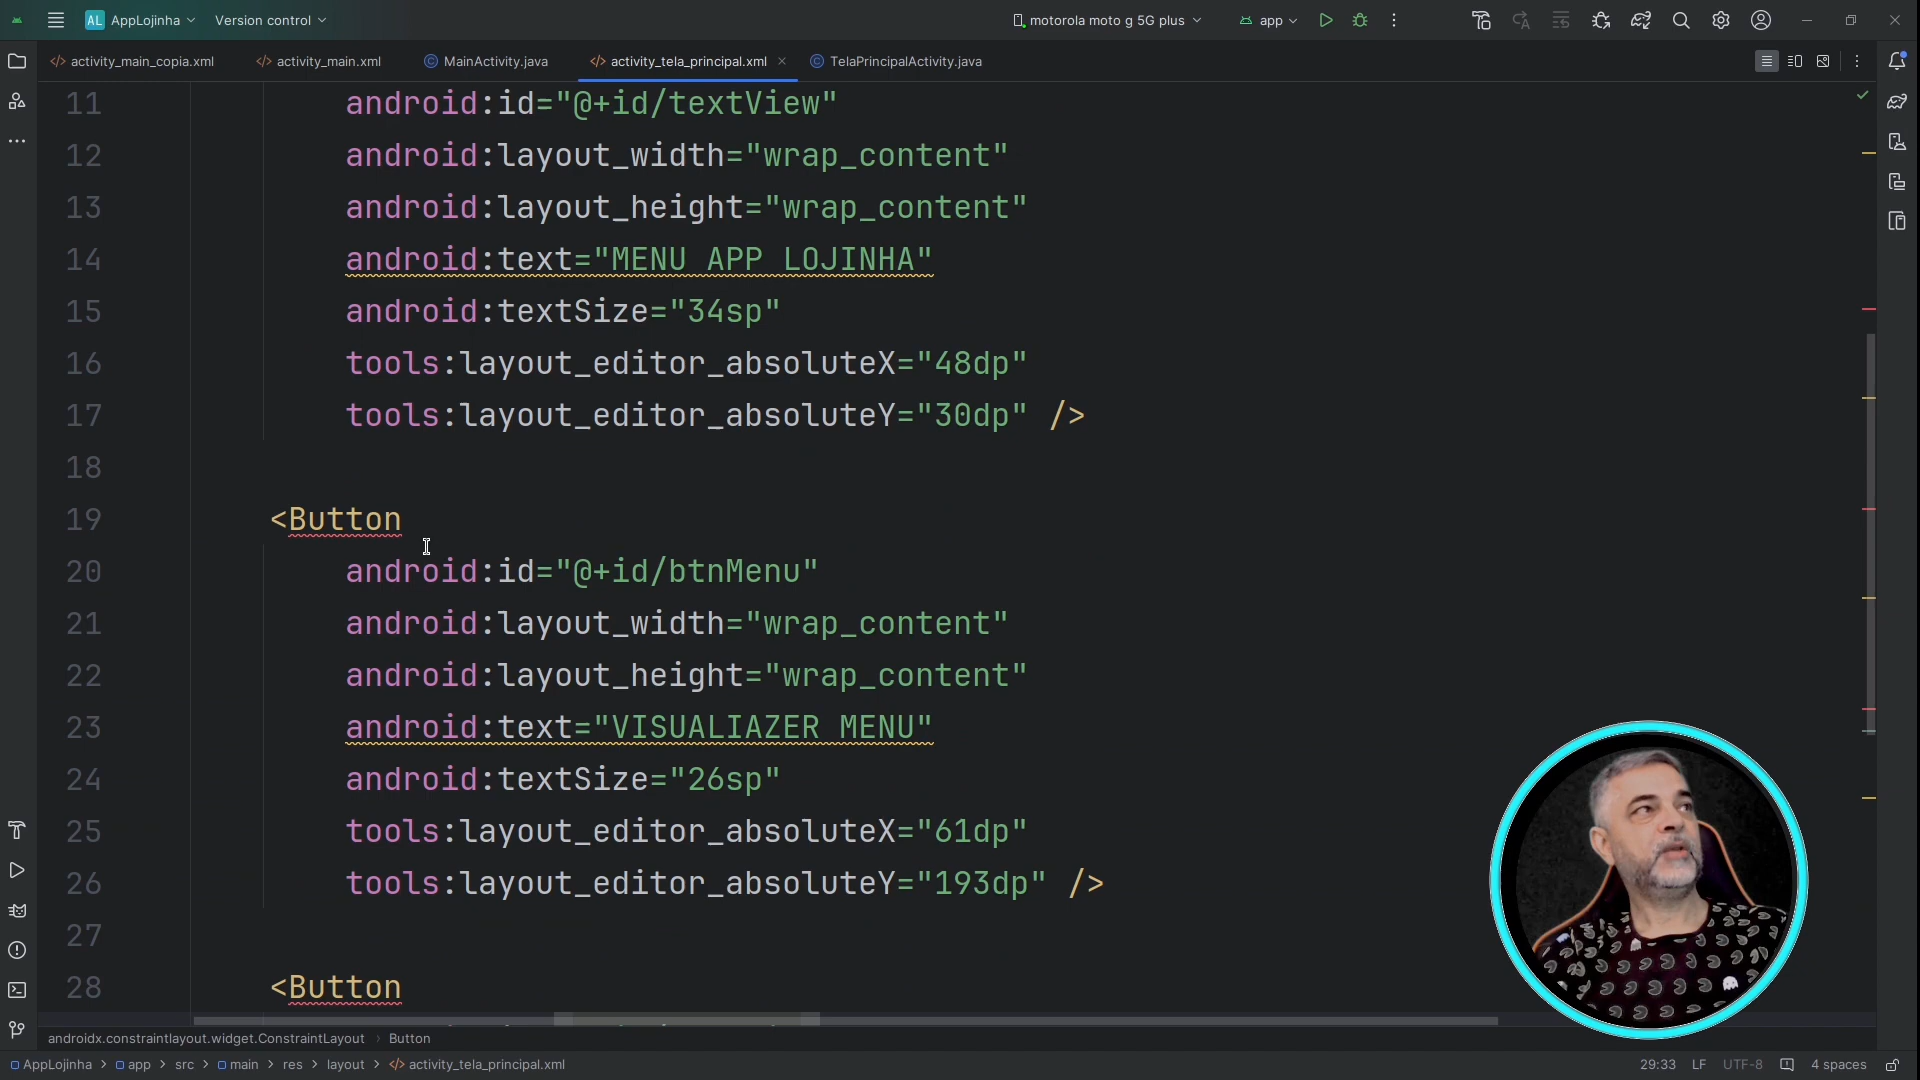 AL AppLojinha Version control motorola moto g 5G plus app
activity_main_copia.xml activity_main.xml MainActivity.java activity_tela_principal.xml TelaPrincipalActivity.java
11 android:id="@+id/textView"
12 android:layout_width="wrap_content"
13 android:layout_height="wrap_content"
14 android:text="MENU APP LOJINHA"
15 android:textSize="34sp"
16 tools:layout_editor_absoluteX="48dp"
17 tools:layout_editor_absoluteY="30dp" />
18
19 <Button
20 android:id="@+id/btnMenu"
21 android:layout_width="wrap_content"
22 android:layout_height="wrap_content"
23 android:text="VISUALIAZER MENU"
24 android:textSize="26sp"
25 tools:layout_editor_absoluteX="61dp"
26 tools:layout_editor_absoluteY="193dp" />
27
28 <Button
androidx.constraintlayout.widget.ConstraintLayout > Button
AppLojinha > app > src > main > res > layout > activity_tela_principal.xml 29:33 LF UTF-8 4 spaces